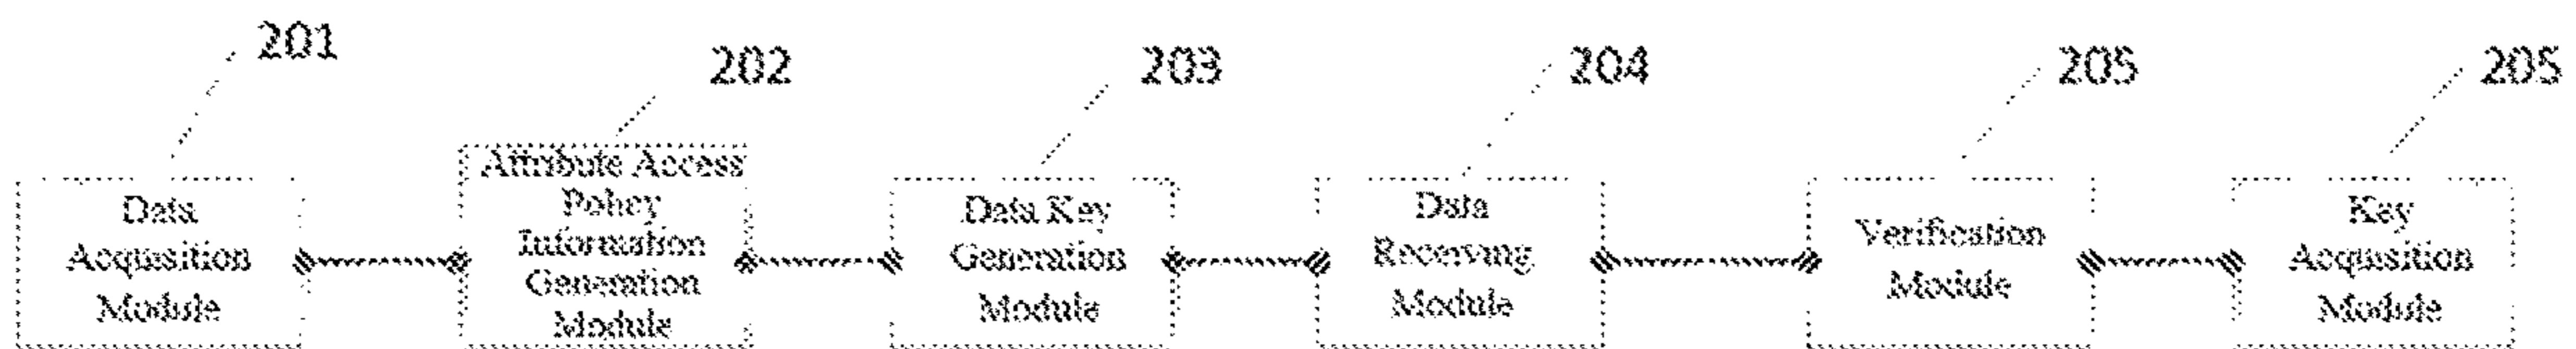 201
202
203
204
205
205
Data
Acquisition
Module
Attribute Access
Policy
Information
Generation
Module
Data Key
Generation
Module
Data
Receiving
Module
Verification
Module
Key
Acquisition
Module